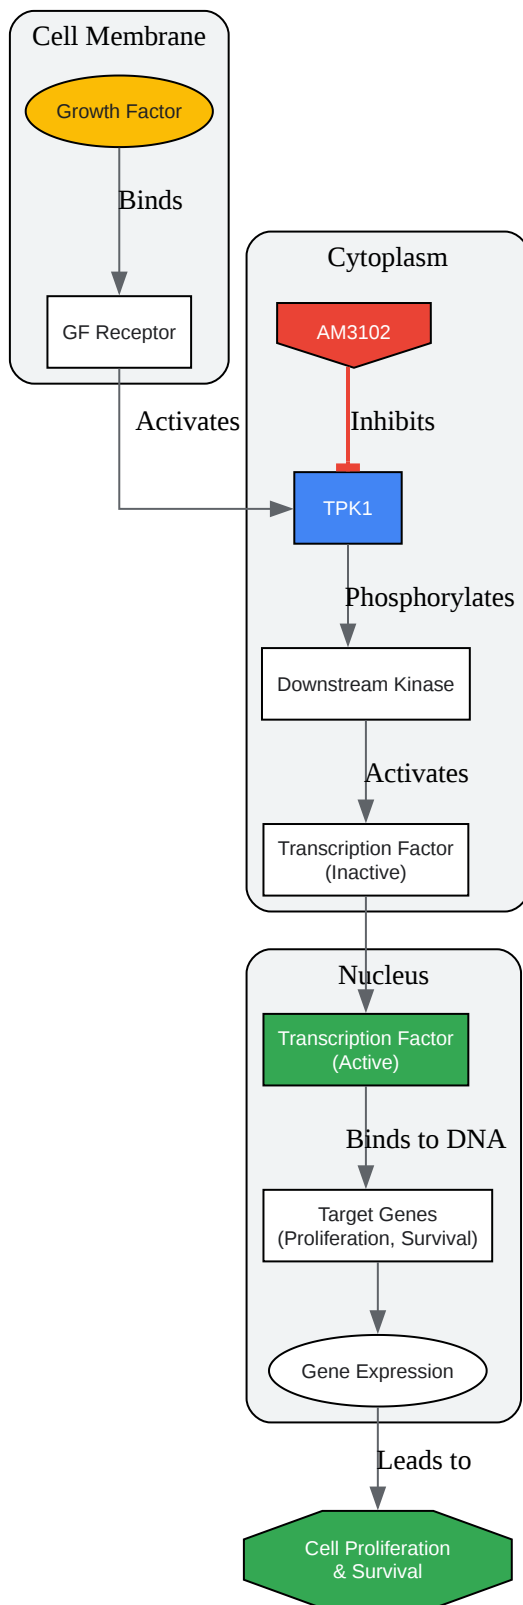 Cell Membrane
Growth Factor
Binds
GF Receptor
Activates
Cytoplasm
AM3102
Inhibits
TPK1
Phosphorylates
Downstream Kinase
Activates
Transcription Factor
(Inactive)
Nucleus
Transcription Factor
(Active)
Binds to DNA
Target Genes
(Proliferation, Survival)
Gene Expression
Leads to
Cell Proliferation
& Survival